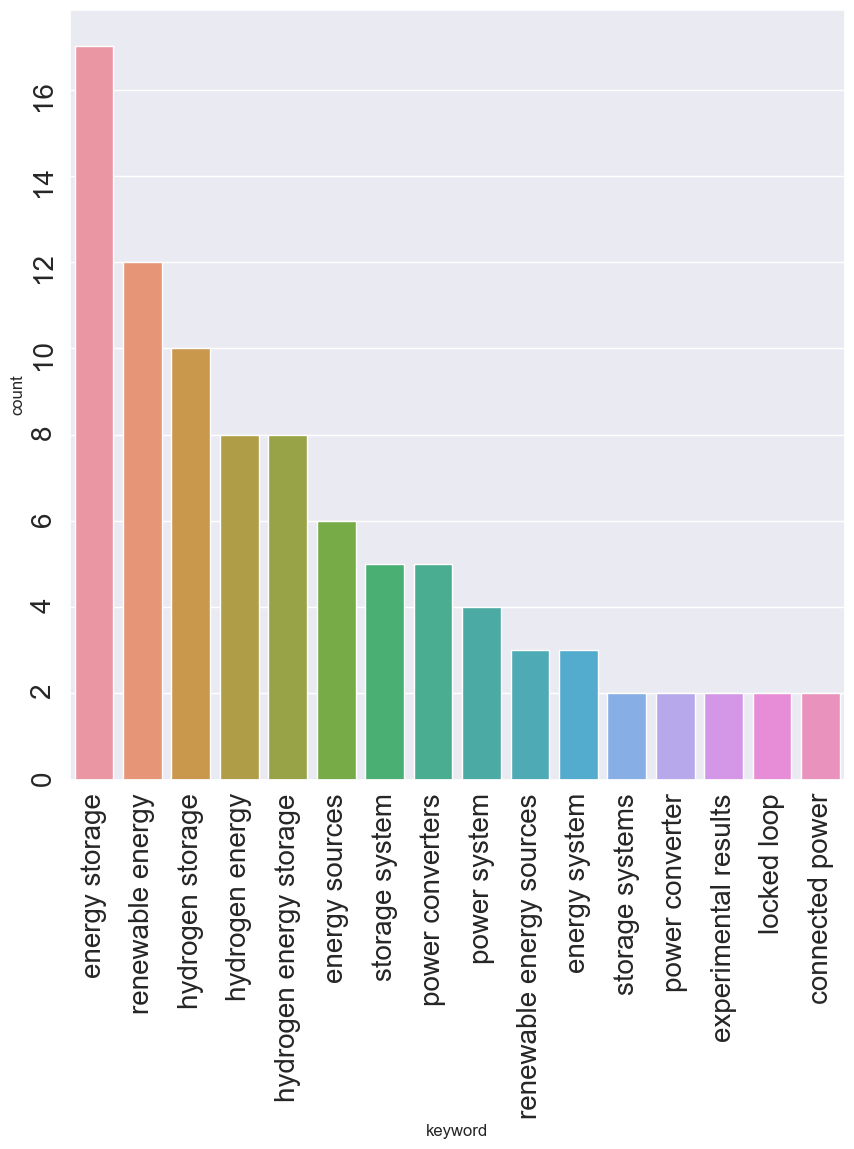 16
14
12
10
8
6
4
2
0
count
energy storage
renewable energy
hydrogen storage
hydrogen energy
hydrogen energy storage
energy sources
storage system
power converters
power system
renewable energy sources
energy system
storage systems
power converter
experimental results
locked loop
connected power
keyword